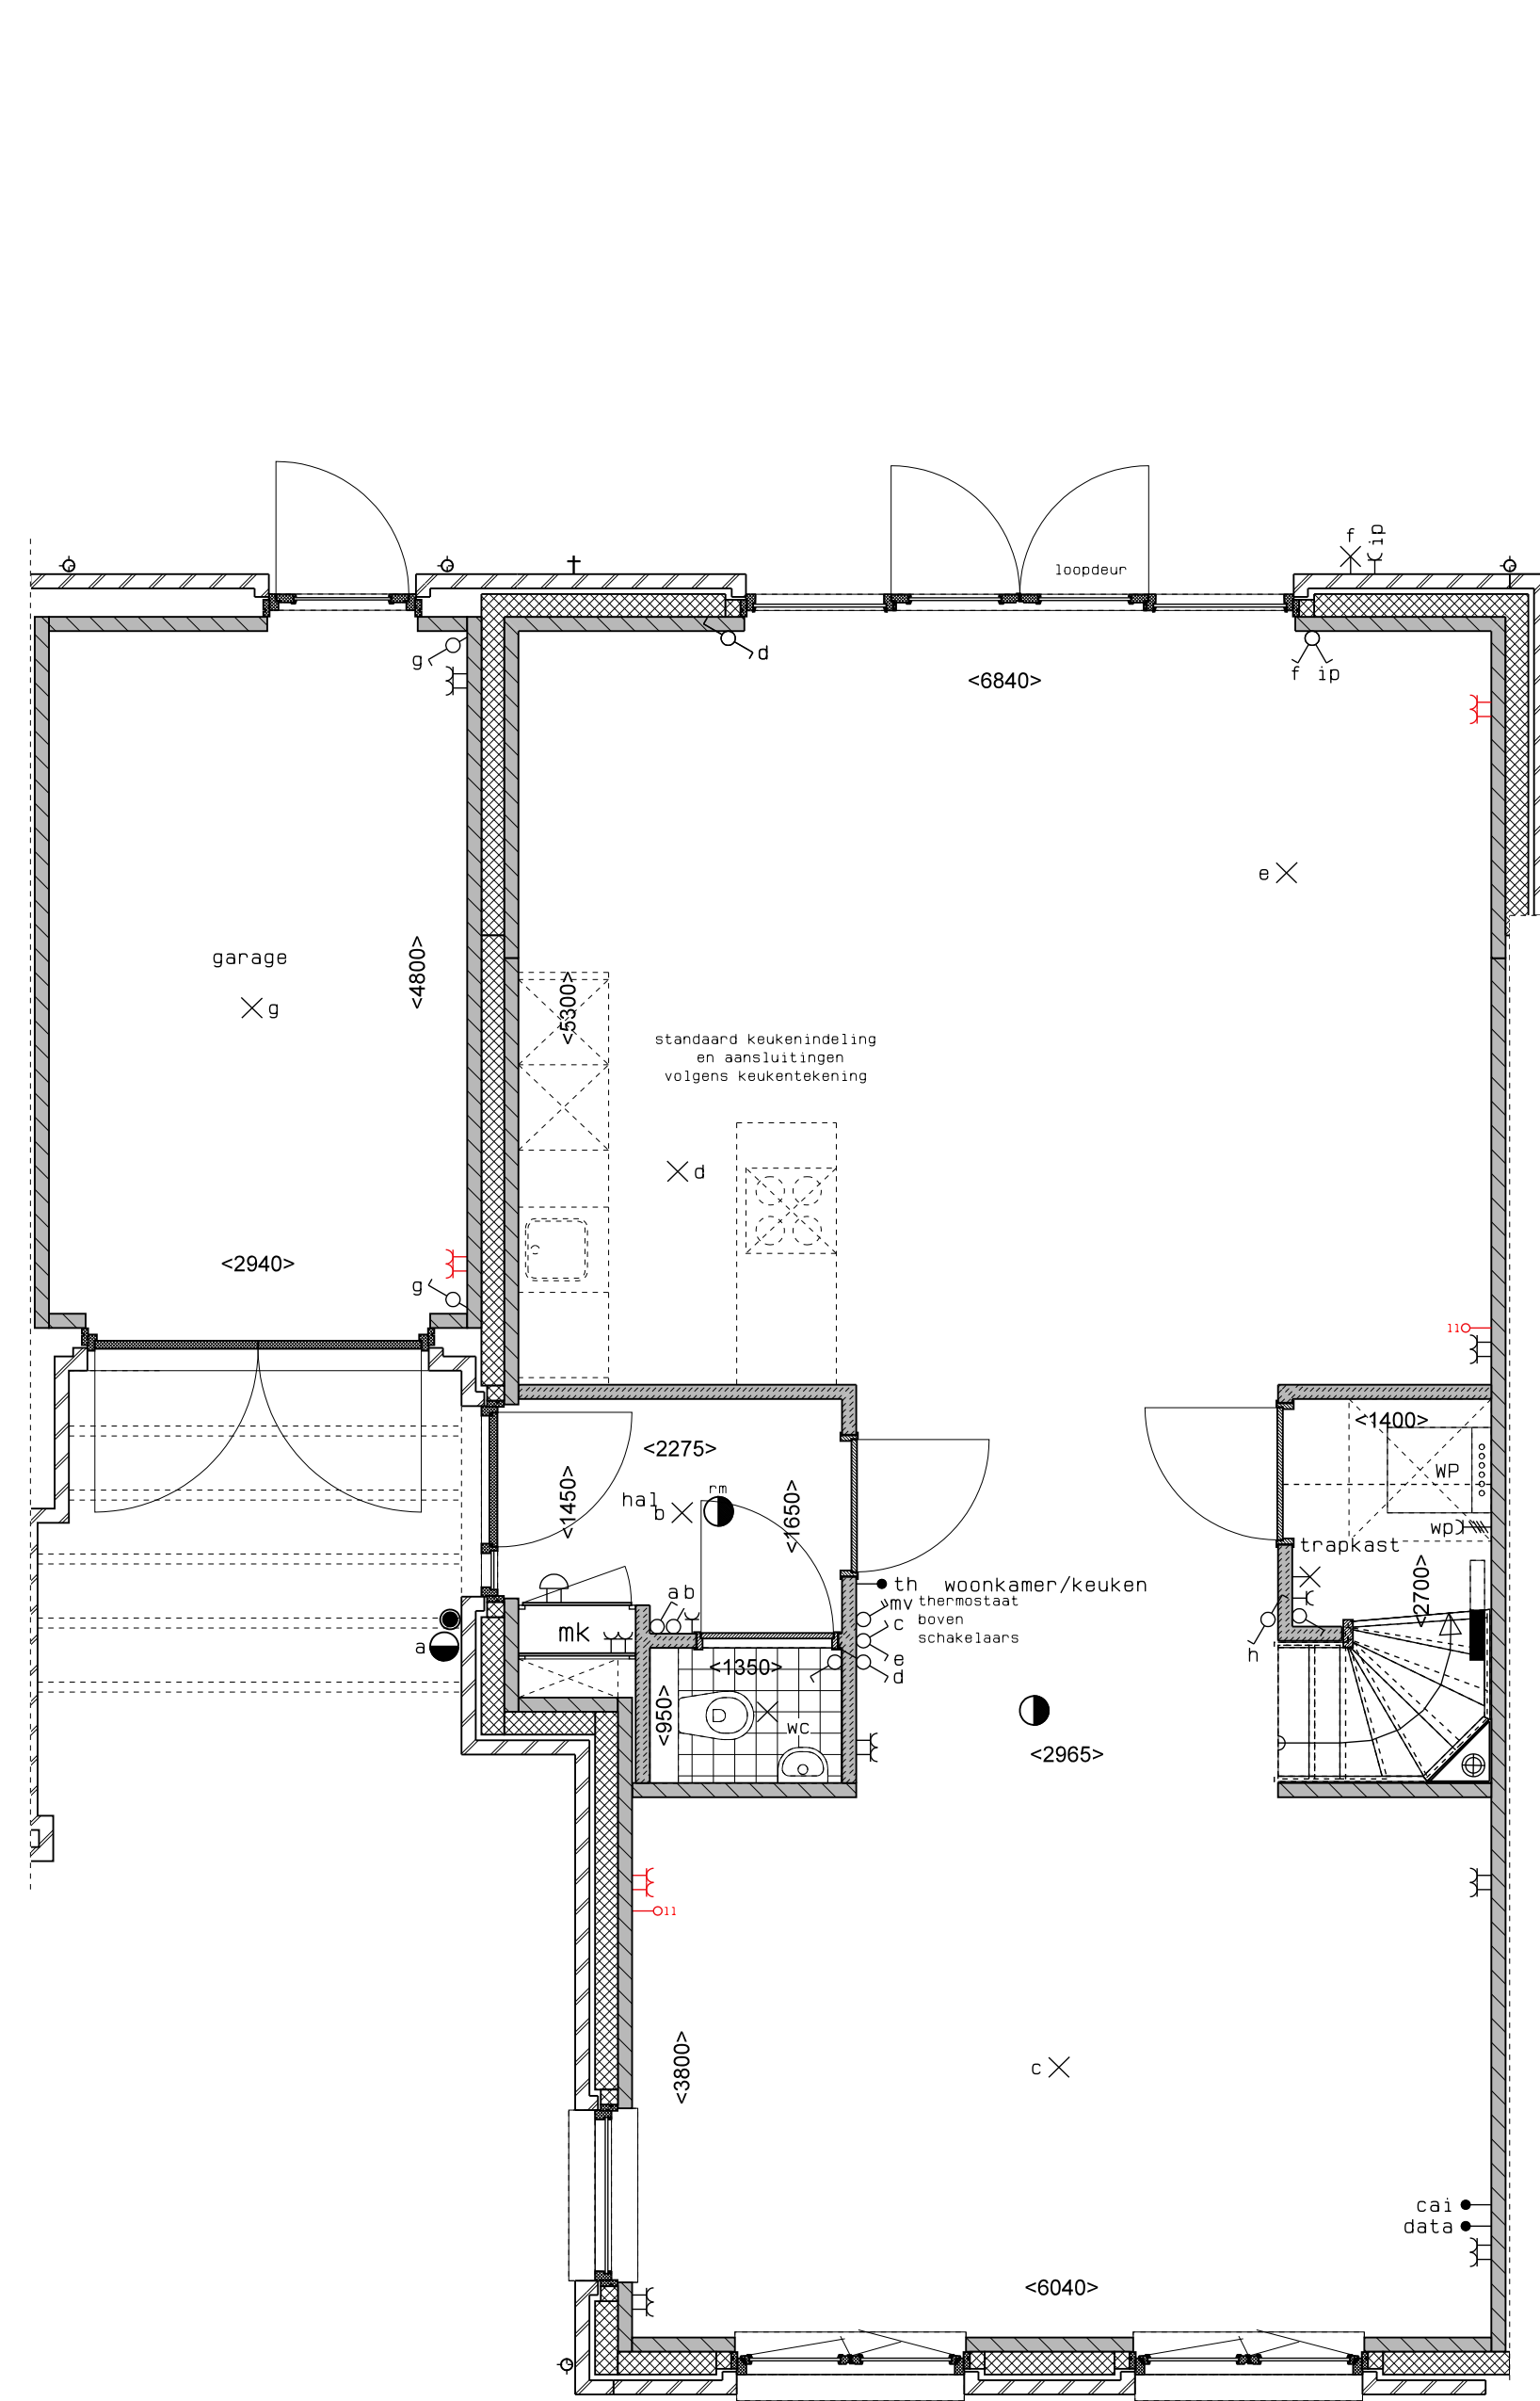 f
ip
loopdeur
g
d
<6840>
f ip
e
garage
<4800>
g
<5300>
standaard keukenindeling
en aansluitingen
volgens keukentekening
d
<2940>
g
11
<2275>
<1400>
<1450>
hal
b
rm
<1650>
WP
wp
trapkast
<2700>
th
woonkamer/keuken
ab
mv
thermostaat
boven
schakelaars
c
e
d
mk
a
h
<1350>
<950>
wc
<2965>
11
<3800>
c
cai
data
<6040>